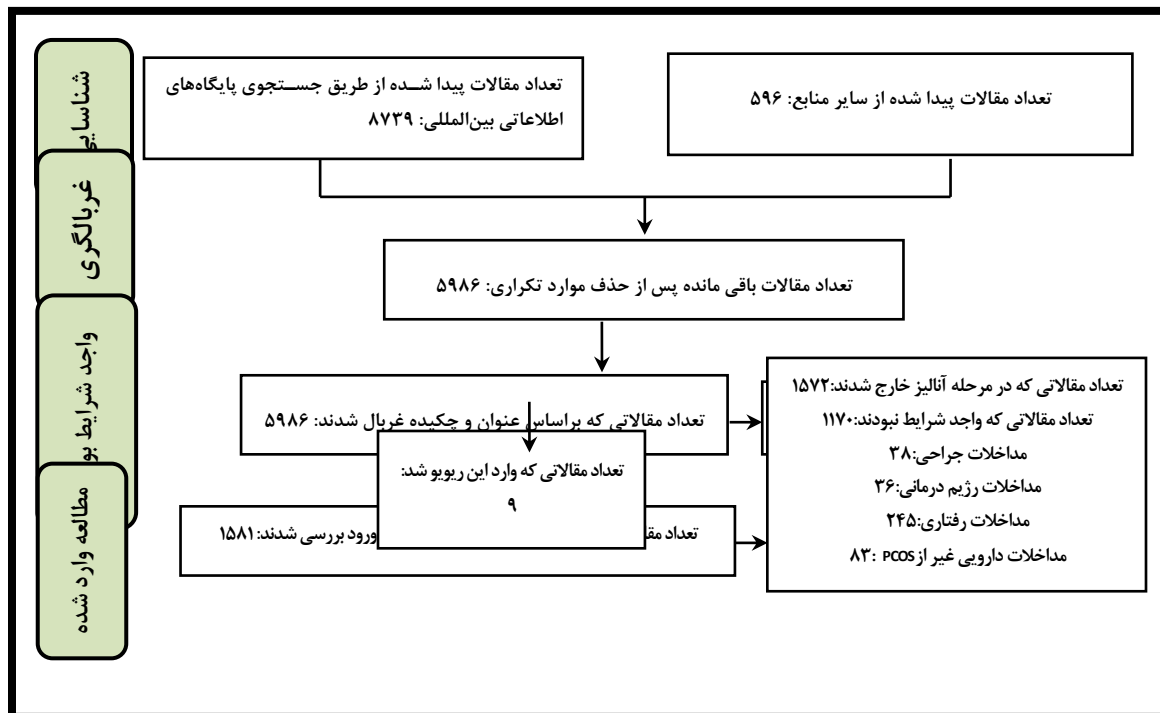 تعداد مقالات پیدا شده از طریق جستجوی پایگاه‌های
اطلاعاتی بین‌المللی: ۸۷۳۹
تعداد مقالات پیدا شده از سایر منابع: ۵۹۶
شناسایی
غربالگری
تعداد مقالات باقی مانده پس از حذف موارد تکراری: ۵۹۸۶
واجد شرایط
تعداد مقالاتی که براساس عنوان و چکیده غربال شدند: ۵۹۸۶
تعداد مقالاتی که در مرحله آنالیز خارج شدند:۱۵۷۲
تعداد مقالاتی که واجد شرایط نبودند:۱۱۷۰
مداخلات جراحی:۳۸
مداخلات رژیم درمانی:۳۶
مداخلات رفتاری:۲۴۵
مداخلات دارویی غیر از PCOS :۸۳
تعداد مقالاتی که وارد این ریویو شد:
۹
تعداد ورود بررسی شدند:۱۵۸۱
مطالعه وارد شده